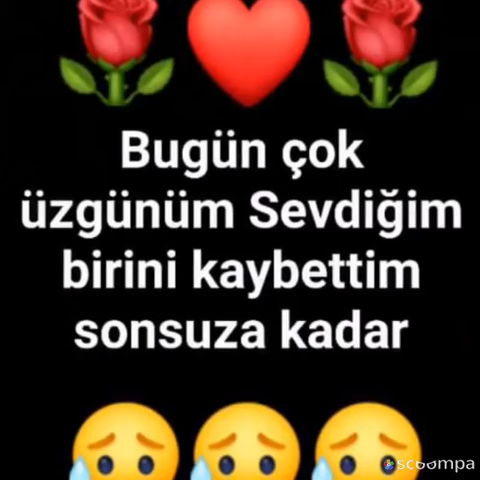 Bugün çok
üzgünüm Sevdiğim
birini kaybettim
sonsuza kadar
scoompa